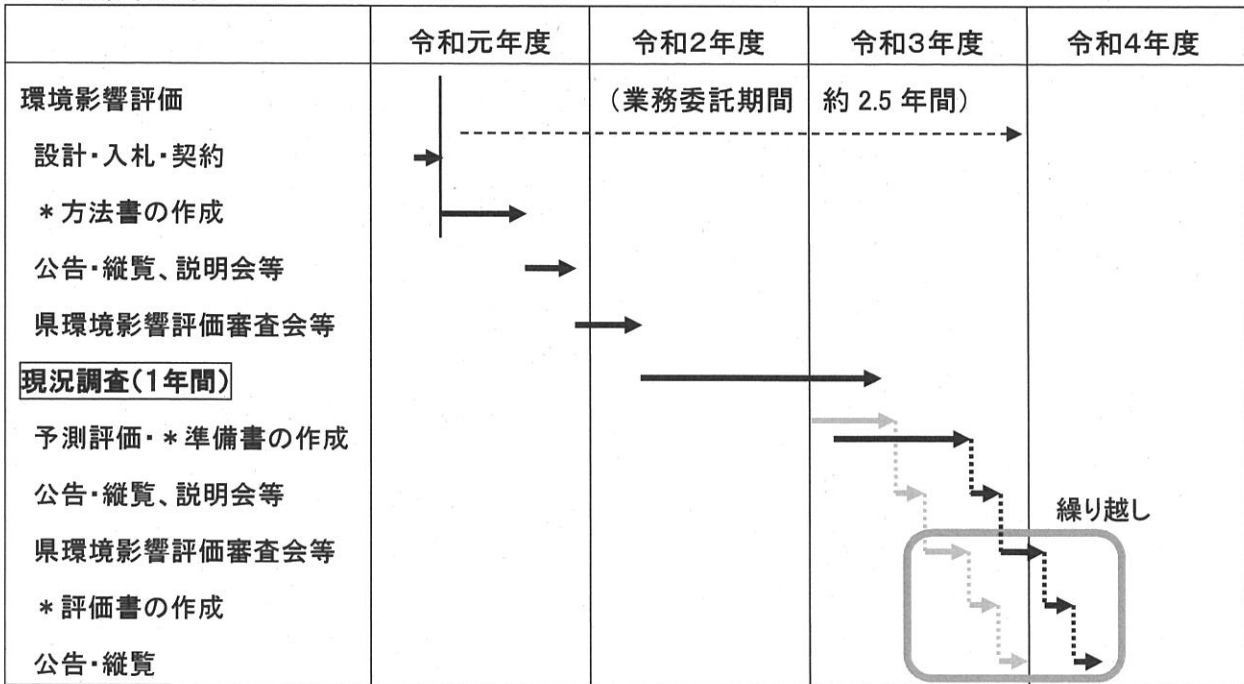 令和元年度 令和2年度 令和3年度 令和4年度
環境影響評価 (業務委託期間 約2.5年間)
設計・入札・契約
*方法書の作成
公告・縦覧、説明会等
県環境影響評価審査会等
現況調査(1年間)
予測評価・*準備書の作成
公告・縦覧、説明会等
繰り越し
県環境影響評価審査会等
*評価書の作成
公告・縦覧